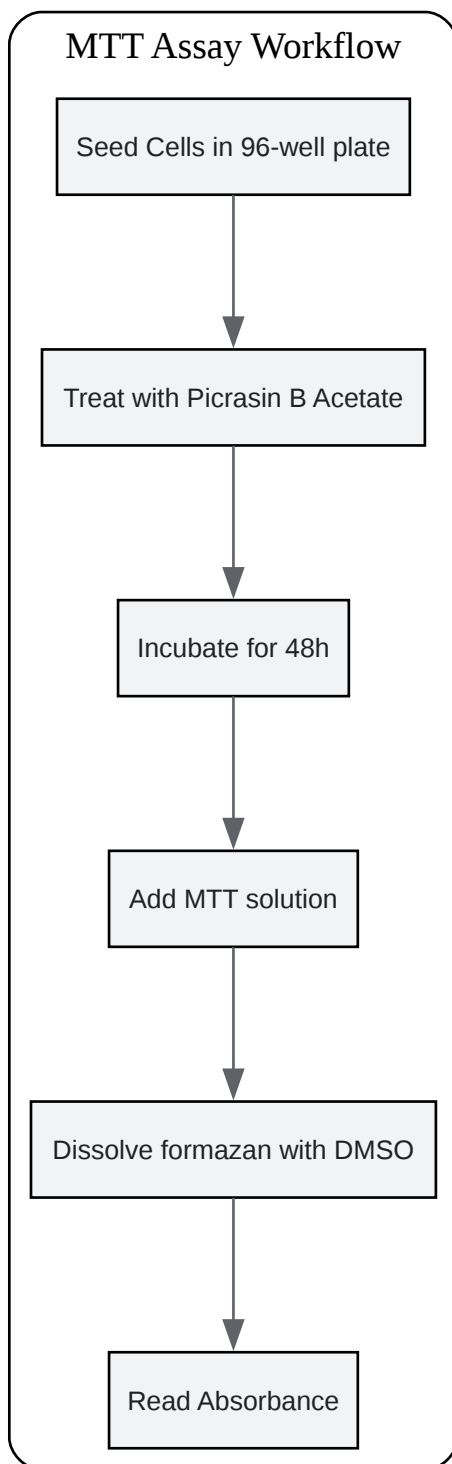 MTT Assay Workflow
Seed Cells in 96-well plate
Treat with Picrasin B Acetate
Incubate for 48h
Add MTT solution
Dissolve formazan with DMSO
Read Absorbance